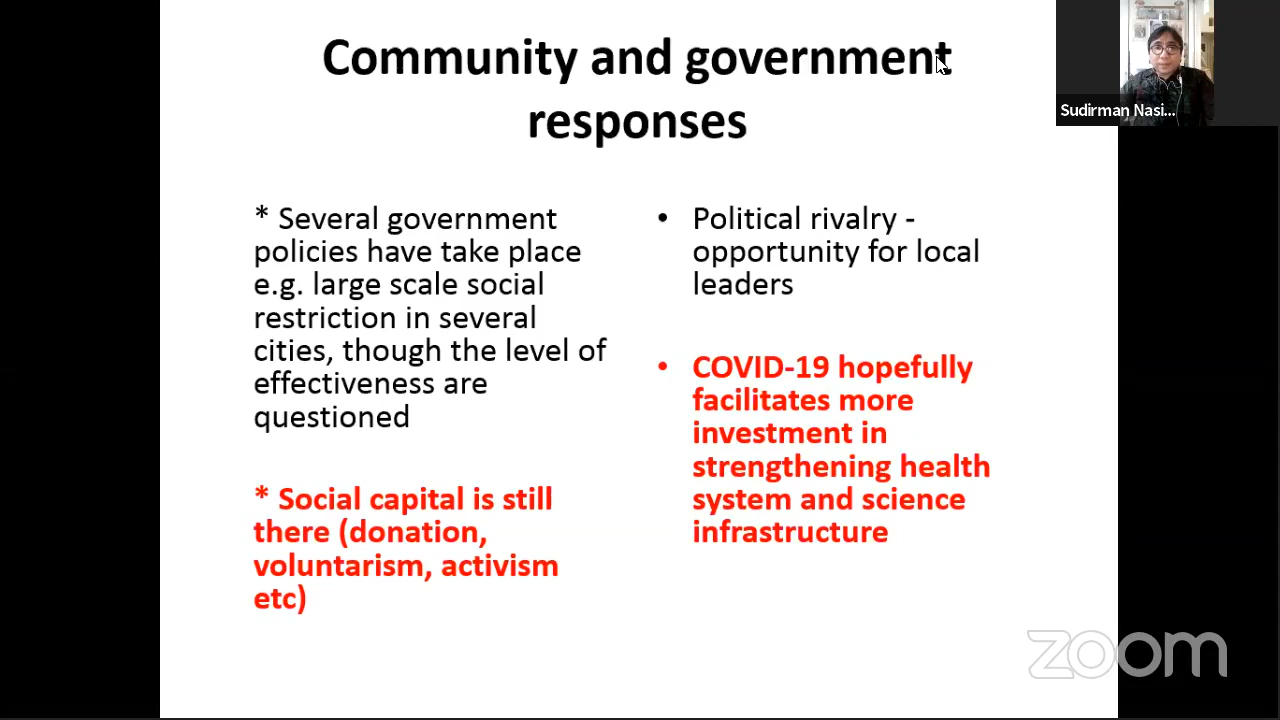 Community and government
responses
* Several government
policies have take place
e.g. large scale social
restriction in several
cities, though the level of
effectiveness are
questioned
* Social capital is still
there (donation,
voluntarism, activism
etc)
• Political rivalry -
opportunity for local
leaders
• COVID-19 hopefully
facilitates more
investment in
strengthening health
system and science
infrastructure
Sudirman Nasi...
zoom